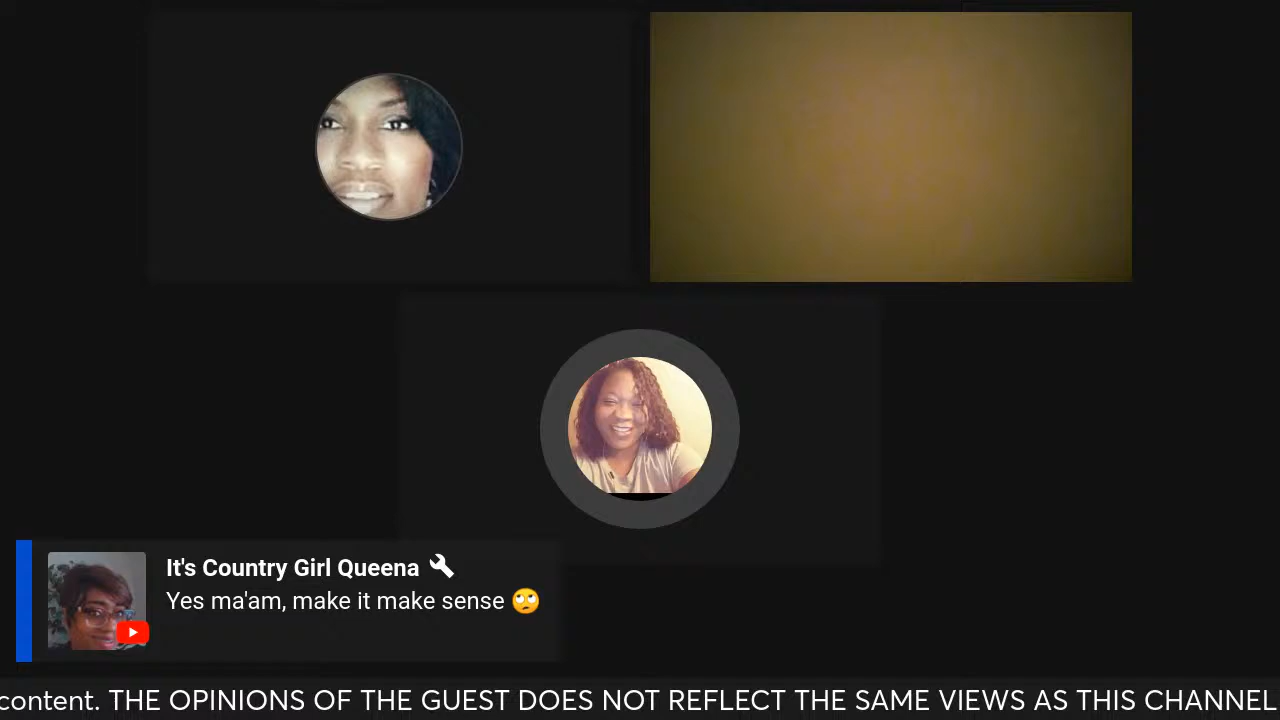 It's Country Girl Queena
Yes ma'am, make it make sense 🙄
content. THE OPINIONS OF THE GUEST DOES NOT REFLECT THE SAME VIEWS AS THIS CHANNEL